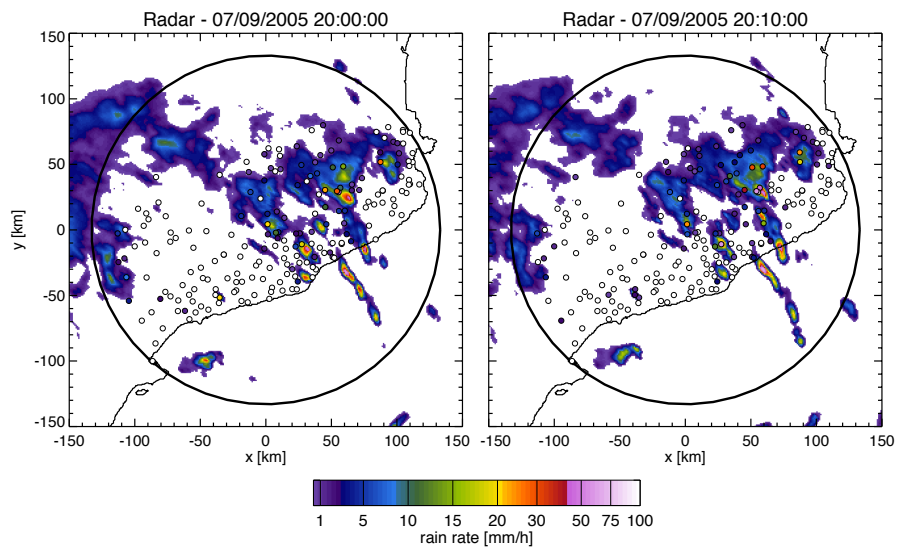 Radar - 07/09/2005 20:00:00
Radar - 07/09/2005 20:10:00
150
100
50
0
-50
-100
-150
y [km]
-150 -100 -50 0 50 100 150
-150 -100 -50 0 50 100 150
x [km]
x [km]
1 5 10 15 20 30 50 75 100
rain rate [mm/h]